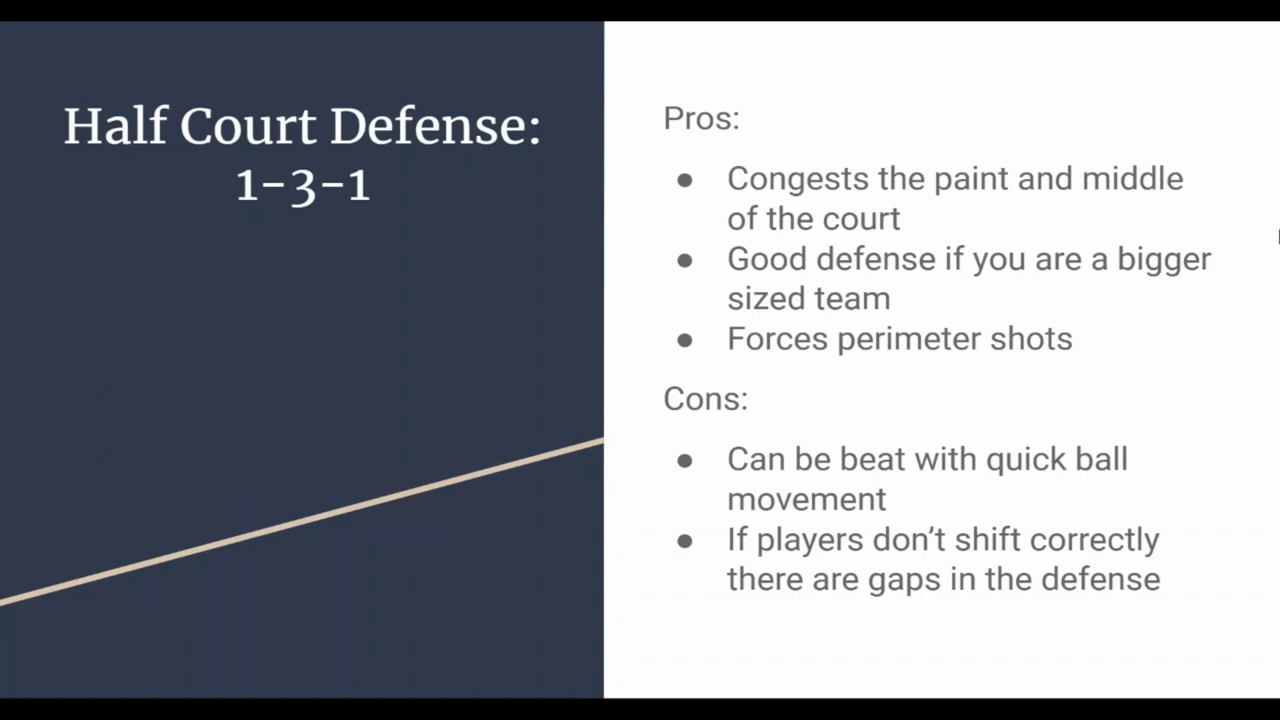 Half Court Defense:
1-3-1
Pros:
● Congests the paint and middle
of the court
● Good defense if you are a bigger
sized team
● Forces perimeter shots
Cons:
● Can be beat with quick ball
movement
● If players don’t shift correctly
there are gaps in the defense